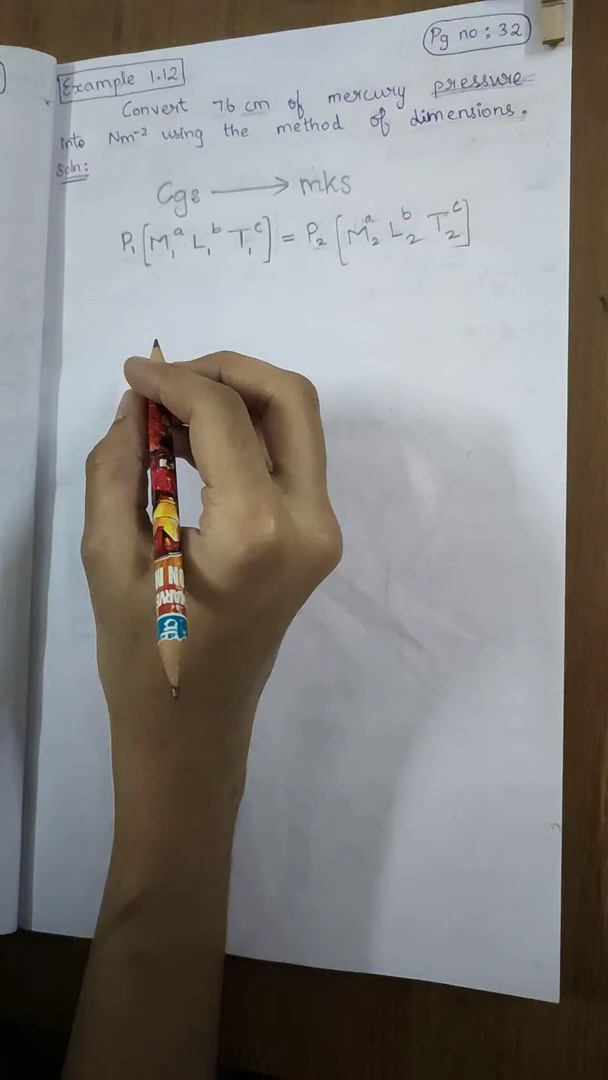 Pg no : 32
Example 1.12
Convert 76 cm of mercury pressure
into Nm⁻² using the method of dimensions.
Soln:
Cgs → mks
P₁ [M₁ᵃ L₁ᵇ T₁ᶜ] = P₂ [M₂ᵃ L₂ᵇ T₂ᶜ]
MARVEL